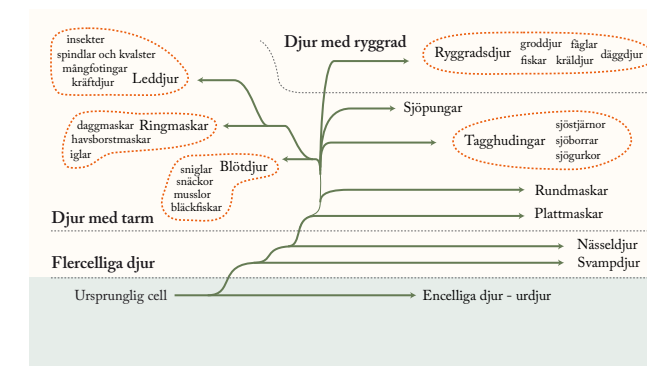 insekter
spindlar och kvalster
mångfotingar
kräftdjur
Leddjur
Djur med ryggrad
Ryggradsdjur
groddjur fåglar
däggdjur
fiskar kräldjur
Sjöpungar
daggmaskar
Ringmaskar
havsborstmaskar
iglar
Tagghudingar
sjöstjärnor
sjöborrar
sjögurkor
Blötdjur
sniglar
snäckor
musslor
bläckfiskar
Rundmaskar
Plattmaskar
Djur med tarm
Nässeldjur
Svampdjur
Flercelliga djur
Ursprunglig cell
Encelliga djur - urdjur